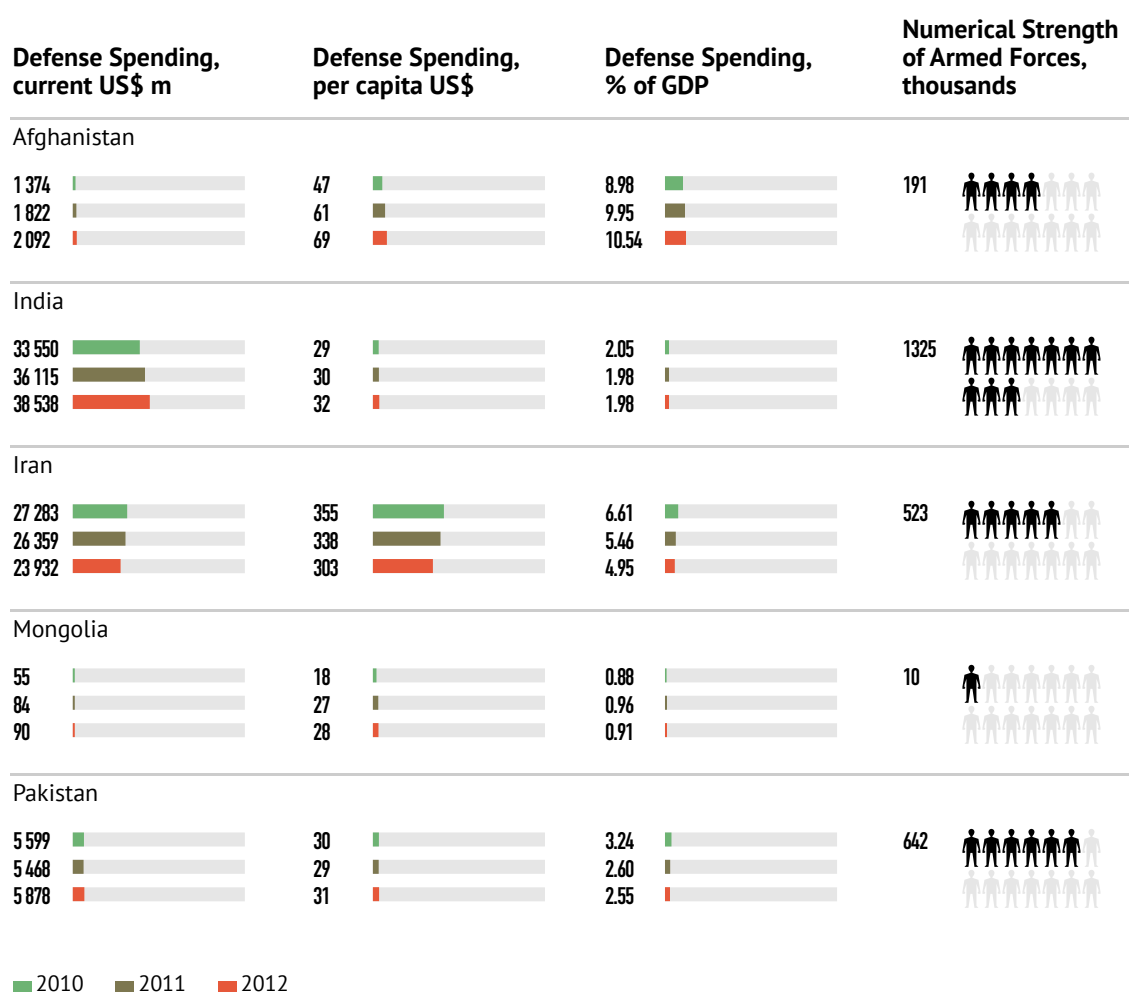 Defense Spending,
current US$ m
Defense Spending,
per capita US$
Defense Spending,
% of GDP
Numerical Strength
of Armed Forces,
thousands
Afghanistan
1 374 47 8.98 191
1 822 61 9.95
2 092 69 10.54
India
33 550 29 2.05 1325
36 115 30 1.98
38 538 32 1.98
Iran
27 283 355 6.61 523
26 359 338 5.46
23 932 303 4.95
Mongolia
55 18 0.88 10
84 27 0.96
90 28 0.91
Pakistan
5 599 30 3.24 642
5 468 29 2.60
5 878 31 2.55
2010 2011 2012